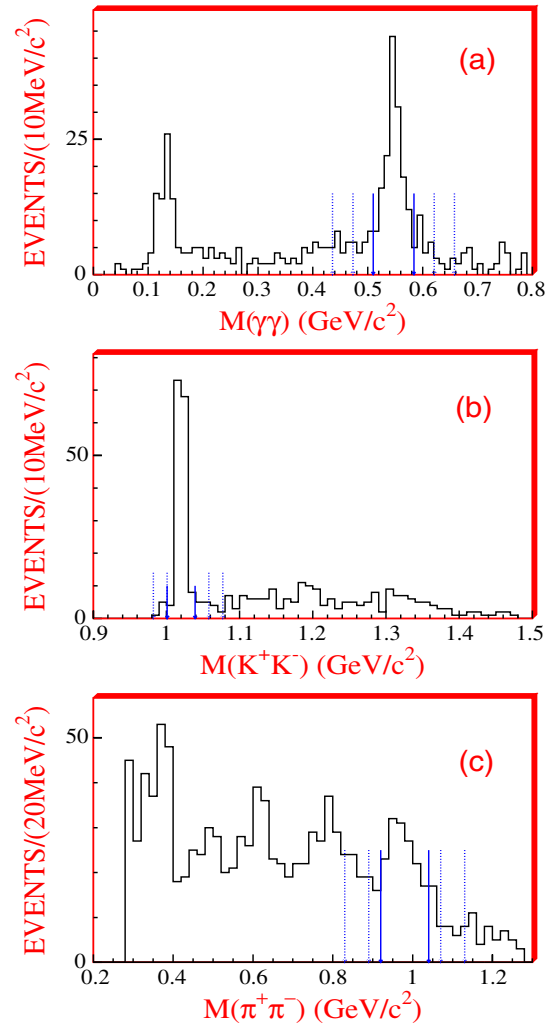 (a)
EVENTS/(10MeV/c²)
25
0
0 0.1 0.2 0.3 0.4 0.5 0.6 0.7 0.8
M(γγ) (GeV/c²)
(b)
EVENTS/(10MeV/c²)
50
0
0.9 1 1.1 1.2 1.3 1.4 1.5
M(K⁺K⁻) (GeV/c²)
(c)
EVENTS/(20MeV/c²)
50
0
0.2 0.4 0.6 0.8 1 1.2
M(π⁺π⁻) (GeV/c²)